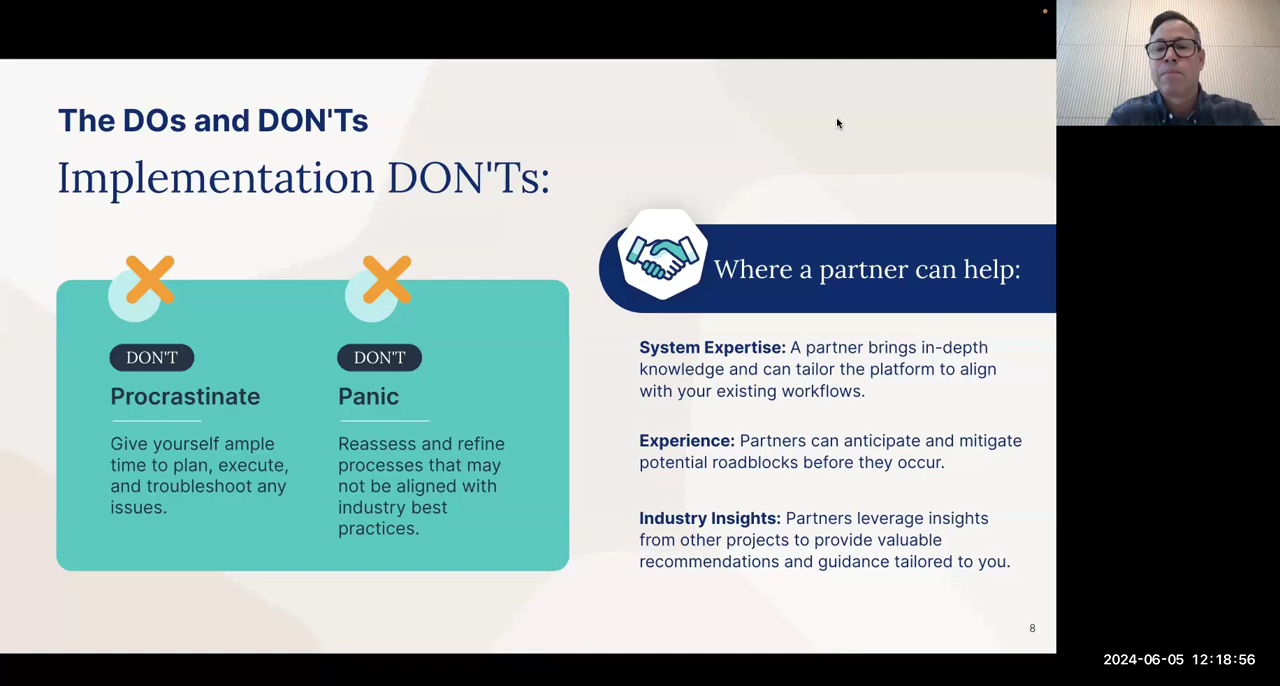 The DOs and DON'Ts
Implementation DON'Ts:
DON'T
Procrastinate
Give yourself ample
time to plan, execute,
and troubleshoot any
issues.
DON'T
Panic
Reassess and refine
processes that may
not be aligned with
industry best
practices.
Where a partner can help:
System Expertise: A partner brings in-depth
knowledge and can tailor the platform to align
with your existing workflows.
Experience: Partners can anticipate and mitigate
potential roadblocks before they occur.
Industry Insights: Partners leverage insights
from other projects to provide valuable
recommendations and guidance tailored to you.
8
2024-06-05 12:18:56